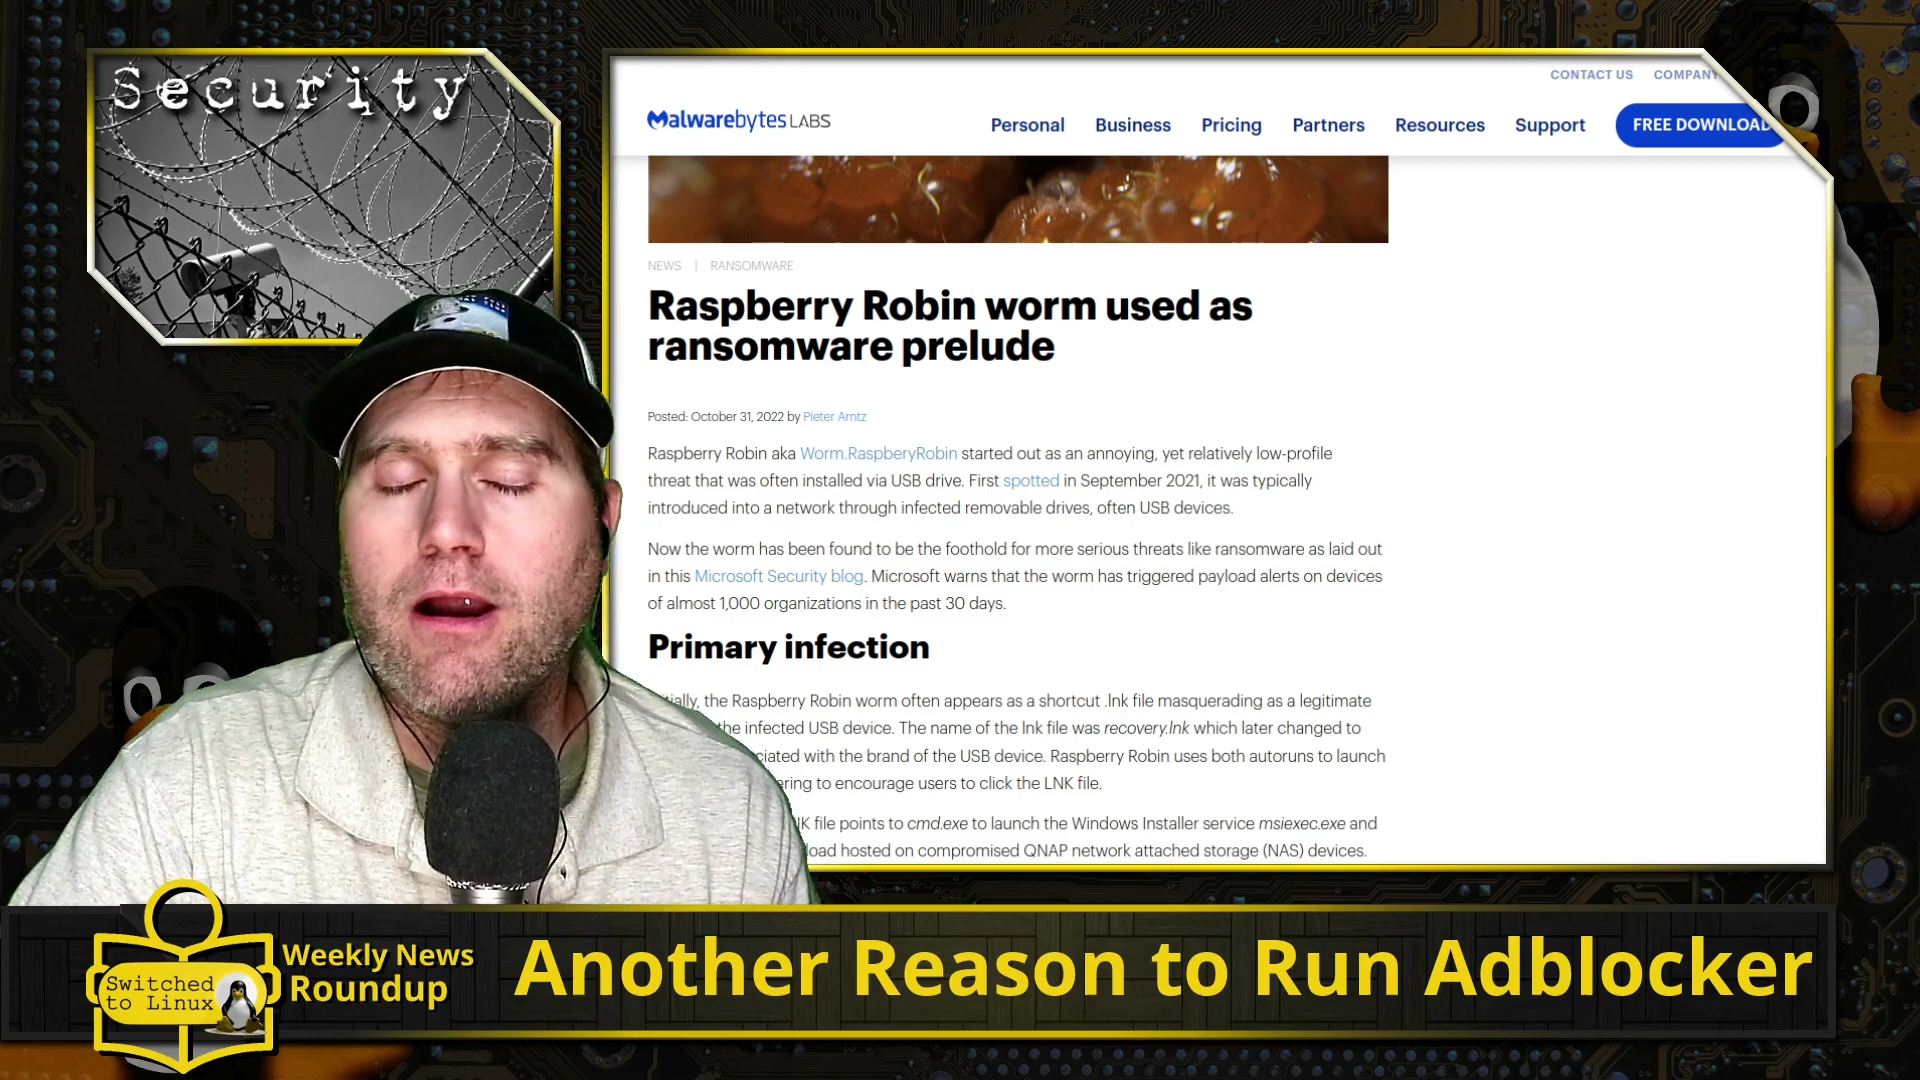 Security
CONTACT US COMPANY
Malwarebytes LABS
Personal Business Pricing Partners Resources Support FREE DOWNLOAD
NEWS | RANSOMWARE
Raspberry Robin worm used as
ransomware prelude
Posted: October 31, 2022 by Pieter Arntz
Raspberry Robin aka Worm.RaspberyRobin started out as an annoying, yet relatively low-profile
threat that was often installed via USB drive. First spotted in September 2021, it was typically
introduced into a network through infected removable drives, often USB devices.
Now the worm has been found to be the foothold for more serious threats like ransomware as laid out
in this Microsoft Security blog. Microsoft warns that the worm has triggered payload alerts on devices
of almost 1,000 organizations in the past 30 days.
Primary infection
the Raspberry Robin worm often appears as a shortcut .lnk file masquerading as a legitimate
the infected USB device. The name of the lnk file was recovery.lnk which later changed to
with the brand of the USB device. Raspberry Robin uses both autoruns to launch
to encourage users to click the LNK file.
file points to cmd.exe to launch the Windows Installer service msiexec.exe and
hosted on compromised QNAP network attached storage (NAS) devices.
Switched
to Linux
Weekly News
Roundup
Another Reason to Run Adblocker